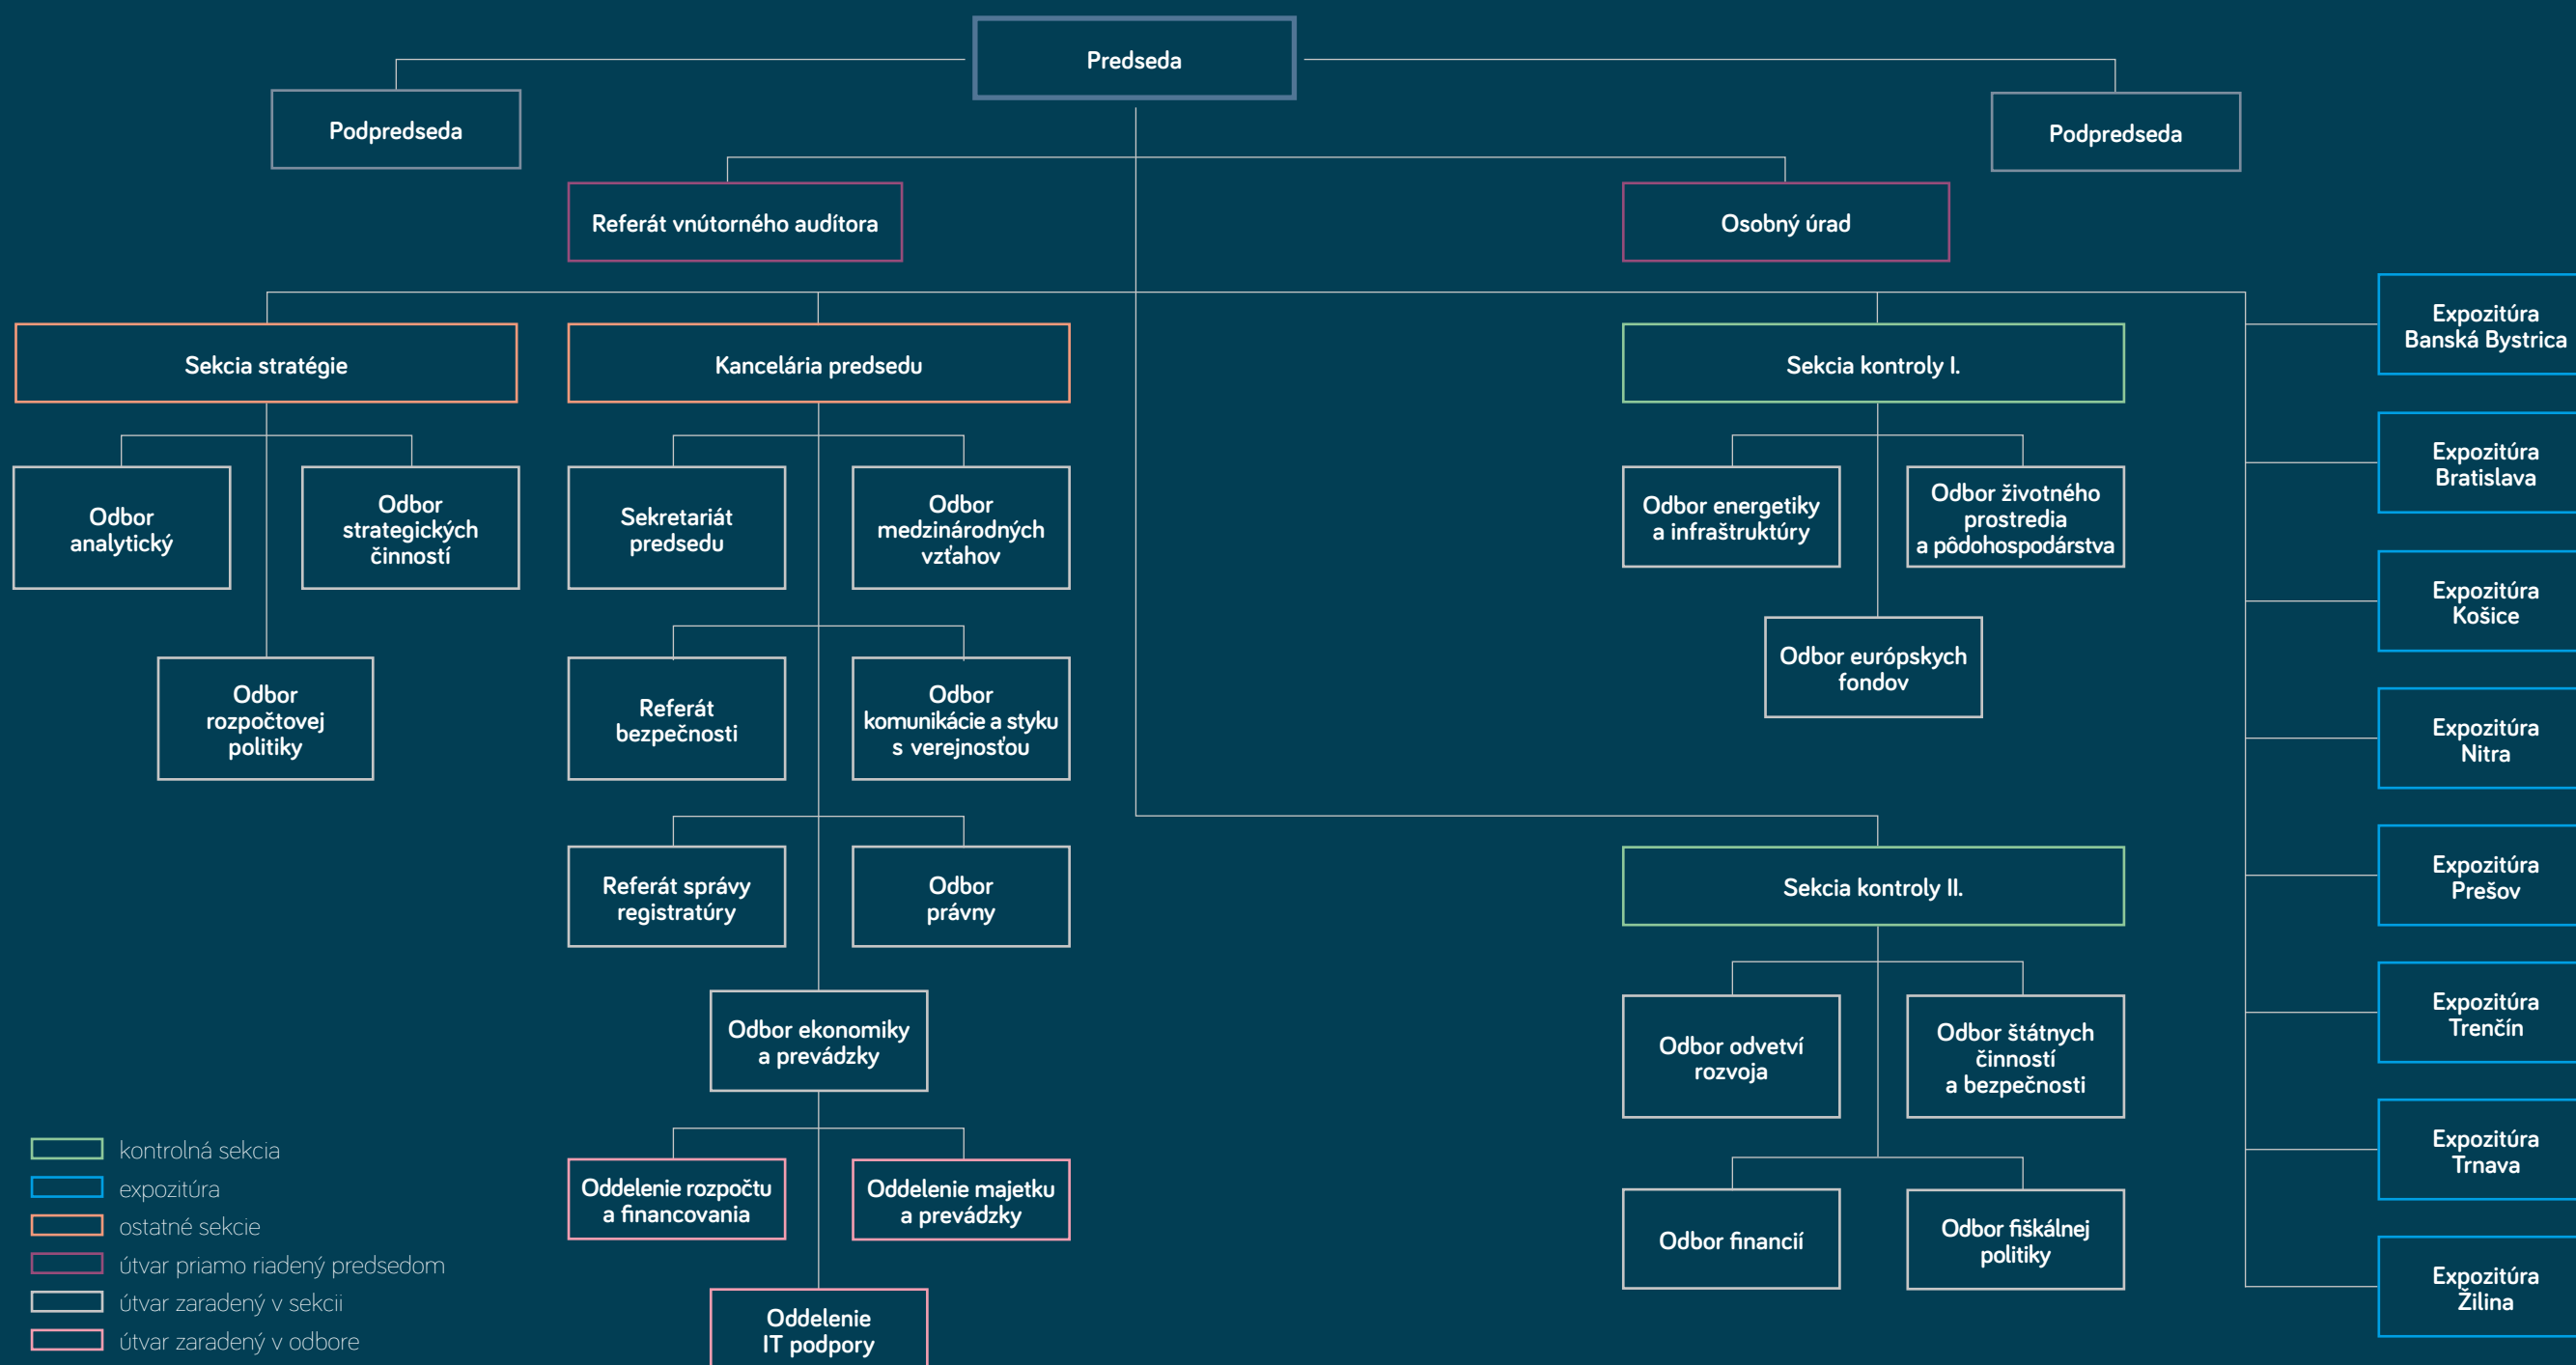 Predseda
Podpredseda
Podpredseda
Referát vnútorného audítora
Osobný úrad
Sekcia stratégie
Kancelária predsedu
Sekcia kontroly I.
Odbor
analytický
Odbor
strategických
činností
Odbor
rozpočtovej
politiky
Sekretariát
predsedu
Odbor
medzinárodných
vzťahov
Referát
bezpečnosti
Odbor
komunikácie a styku
s verejnosťou
Referát správy
registratúry
Odbor
právny
Odbor ekonomiky
a prevádzky
Oddelenie rozpočtu
a financovania
Oddelenie majetku
a prevádzky
Oddelenie
IT podpory
Odbor energetiky
a infraštruktúry
Odbor životného
prostredia
a pôdohospodárstva
Odbor európskych
fondov
Sekcia kontroly II.
Odbor odvetví
rozvoja
Odbor štátnych
činností
a bezpečnosti
Odbor financií
Odbor fiškálnej
politiky
Expozitúra
Banská Bystrica
Expozitúra
Bratislava
Expozitúra
Košice
Expozitúra
Nitra
Expozitúra
Prešov
Expozitúra
Trenčín
Expozitúra
Trnava
Expozitúra
Žilina
kontrolná sekcia
expozitúra
ostatné sekcie
útvar priamo riadený predsedom
útvar zaradený v sekcii
útvar zaradený v odbore